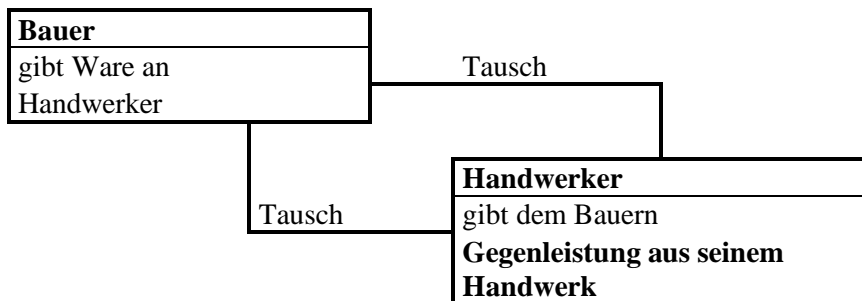 Bauer
gibt Ware an
Handwerker
Tausch
Handwerker
gibt dem Bauern
Gegenleistung aus seinem
Handwerk
Tausch